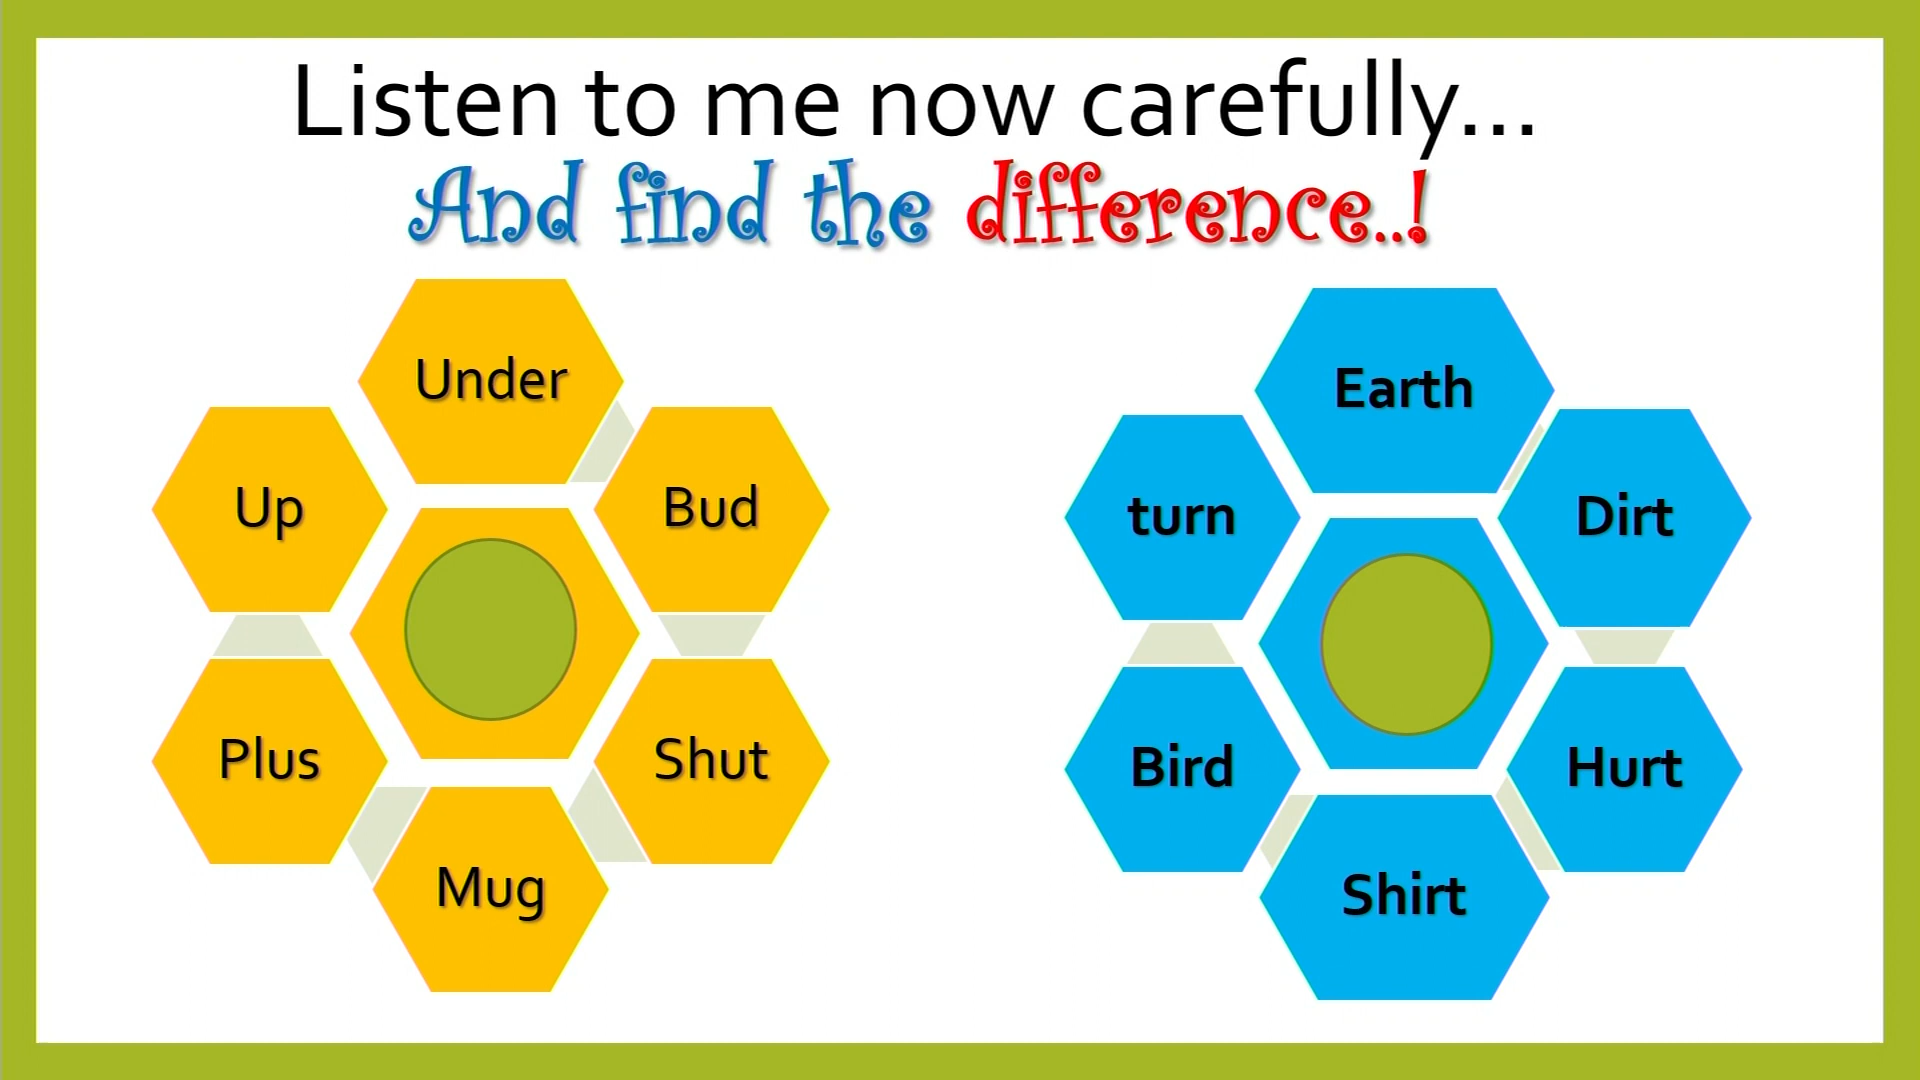 Listen to me now carefully...
And find the difference..!
Under
Up
Bud
Plus
Shut
Mug
Earth
turn
Dirt
Bird
Hurt
Shirt